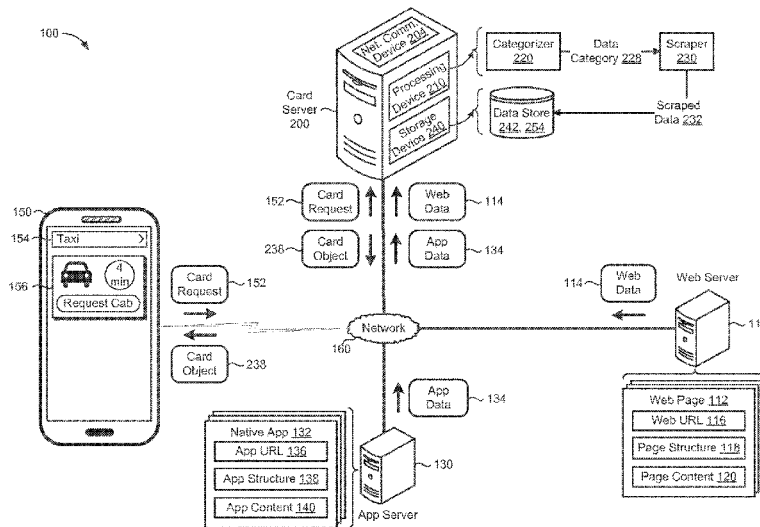 100
Net. Comm.
Device 204
Processing
Device 210
Storage
Device 240
Card
Server
200
Categorizer
220
Data
Category 228
Scraper
230
Data Store
242, 254
Scraped
Data 232
152
Card
Request
Web
Data
114
238
Card
Object
App
Data
134
150
154
Taxi
>
156
4
min
Request Cab
Card
Request
152
Card
Object
238
Network
160
114
Web
Data
Web Server
Web Page 112
Web URL 116
Page Structure 118
Page Content 120
App
Data
134
Native App 132
App URL 136
App Structure 138
App Content 140
130
App Server